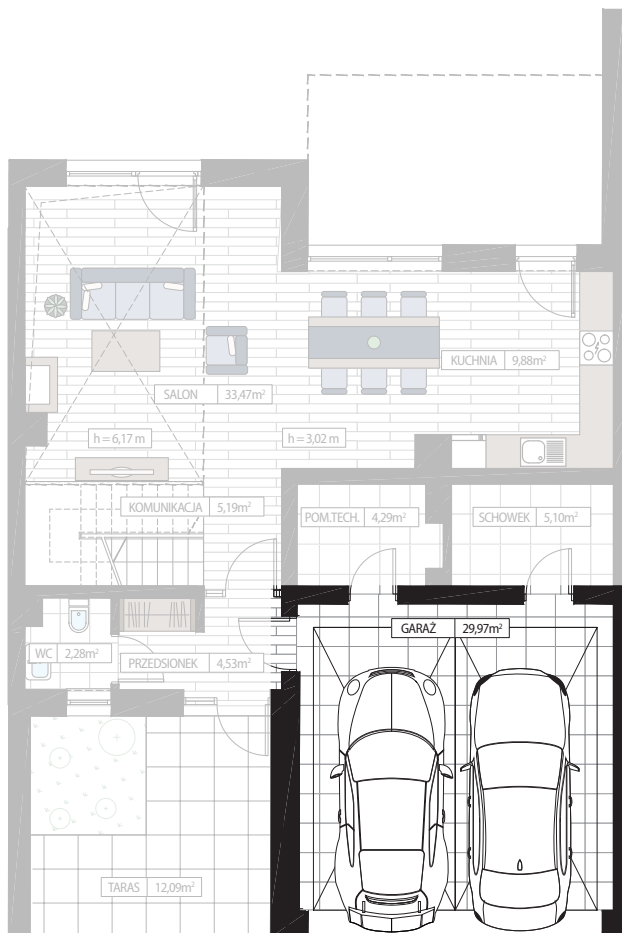 KUCHNIA 9,88m²
SALON 33,47m²
h = 6,17 m
h = 3,02 m
KOMUNIKACJA 5,19m²
POM.TECH. 4,29m²
SCHOWEK 5,10m²
GARAŻ 29,97m²
WC 2,28m²
PRZEDSIONEK 4,53m²
TARAS 12,09m²